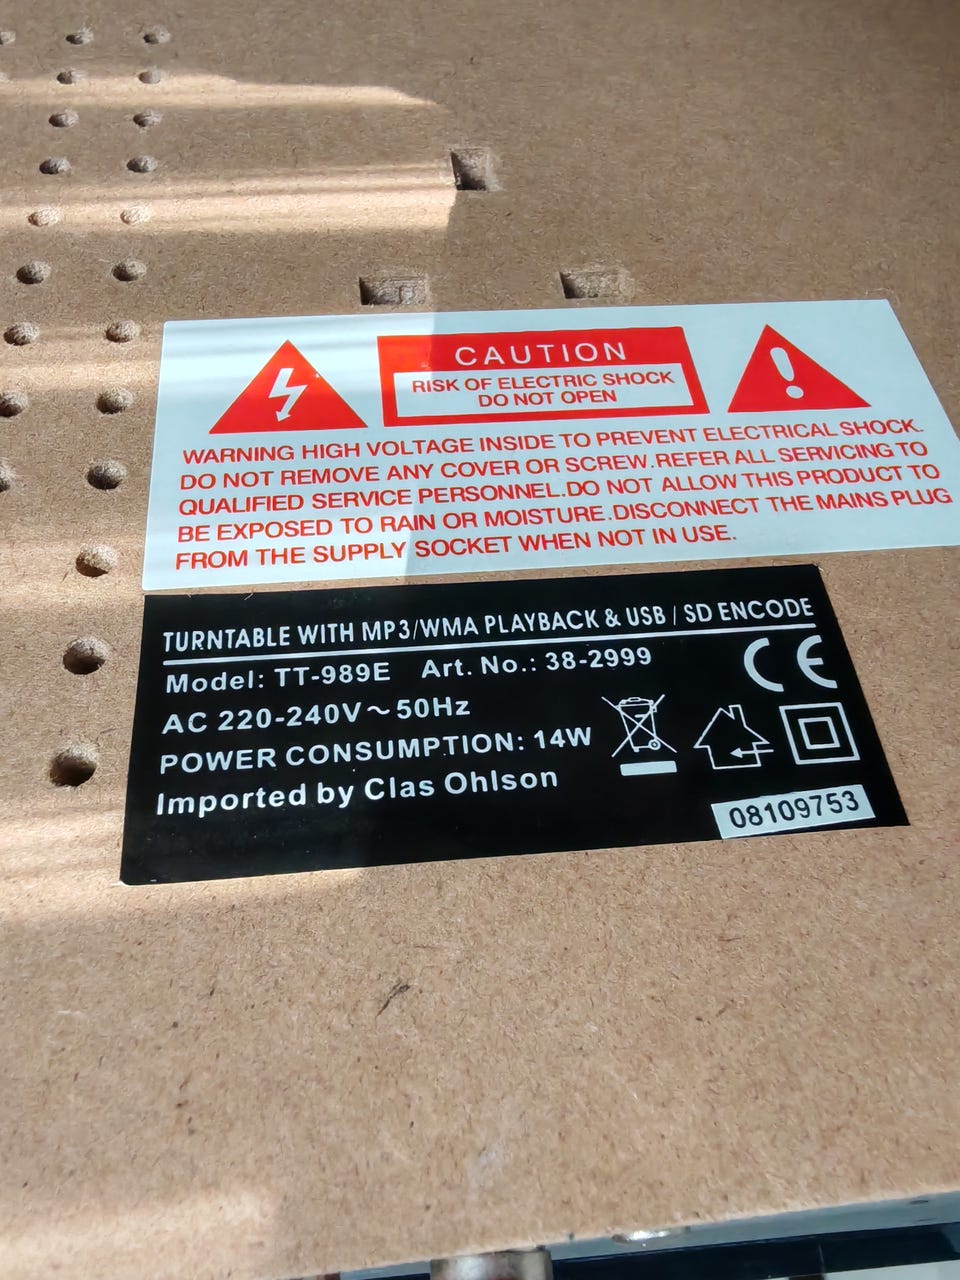 CAUTION
RISK OF ELECTRIC SHOCK
DO NOT OPEN
WARNING HIGH VOLTAGE INSIDE TO PREVENT ELECTRICAL SHOCK.
DO NOT REMOVE ANY COVER OR SCREW.REFER ALL SERVICING TO
QUALIFIED SERVICE PERSONNEL.DO NOT ALLOW THIS PRODUCT TO
BE EXPOSED TO RAIN OR MOISTURE.DISCONNECT THE MAINS PLUG
FROM THE SUPPLY SOCKET WHEN NOT IN USE.
TURNTABLE WITH MP3/WMA PLAYBACK & USB / SD ENCODE
Model: TT-989E Art. No.: 38-2999
CE
AC 220-240V~50Hz
POWER CONSUMPTION: 14W
Imported by Clas Ohlson
08109753